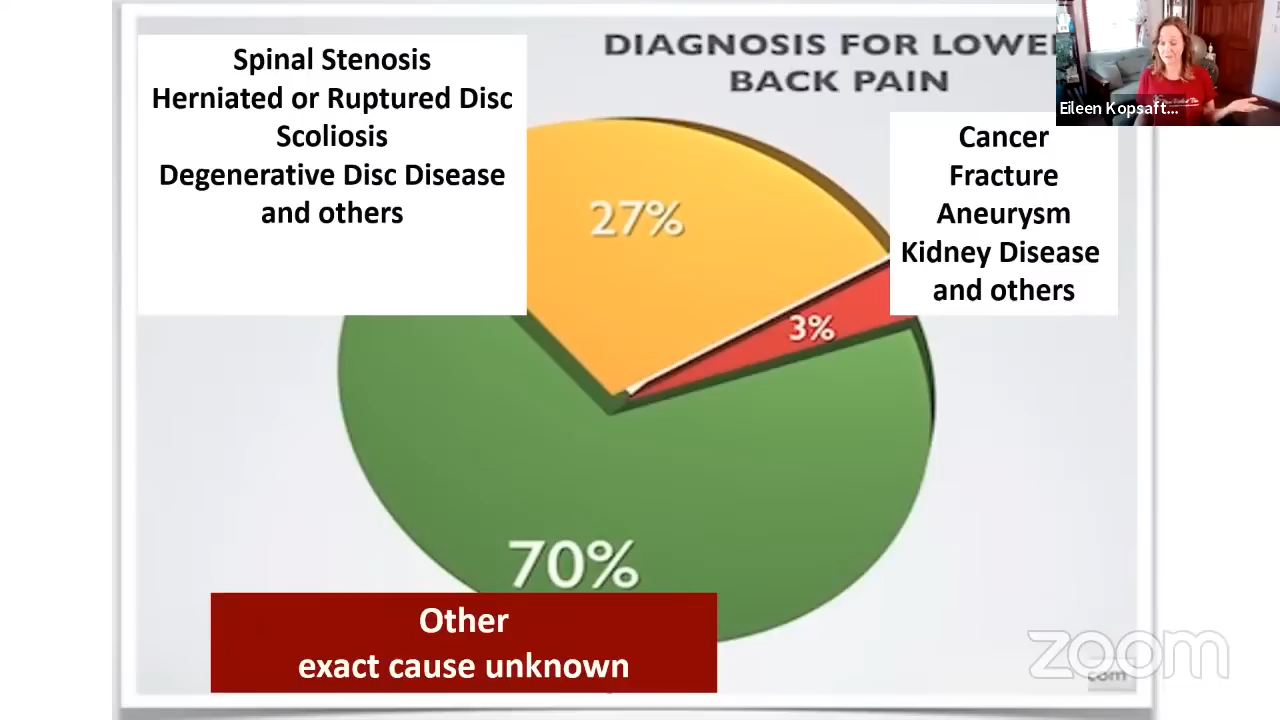 DIAGNOSIS FOR LOWE
BACK PAIN
Spinal Stenosis
Herniated or Ruptured Disc
Scoliosis
Degenerative Disc Disease
and others
Eileen Kopsaft...
Cancer
Fracture
Aneurysm
Kidney Disease
and others
27%
3%
70%
Other
exact cause unknown
zoom
com